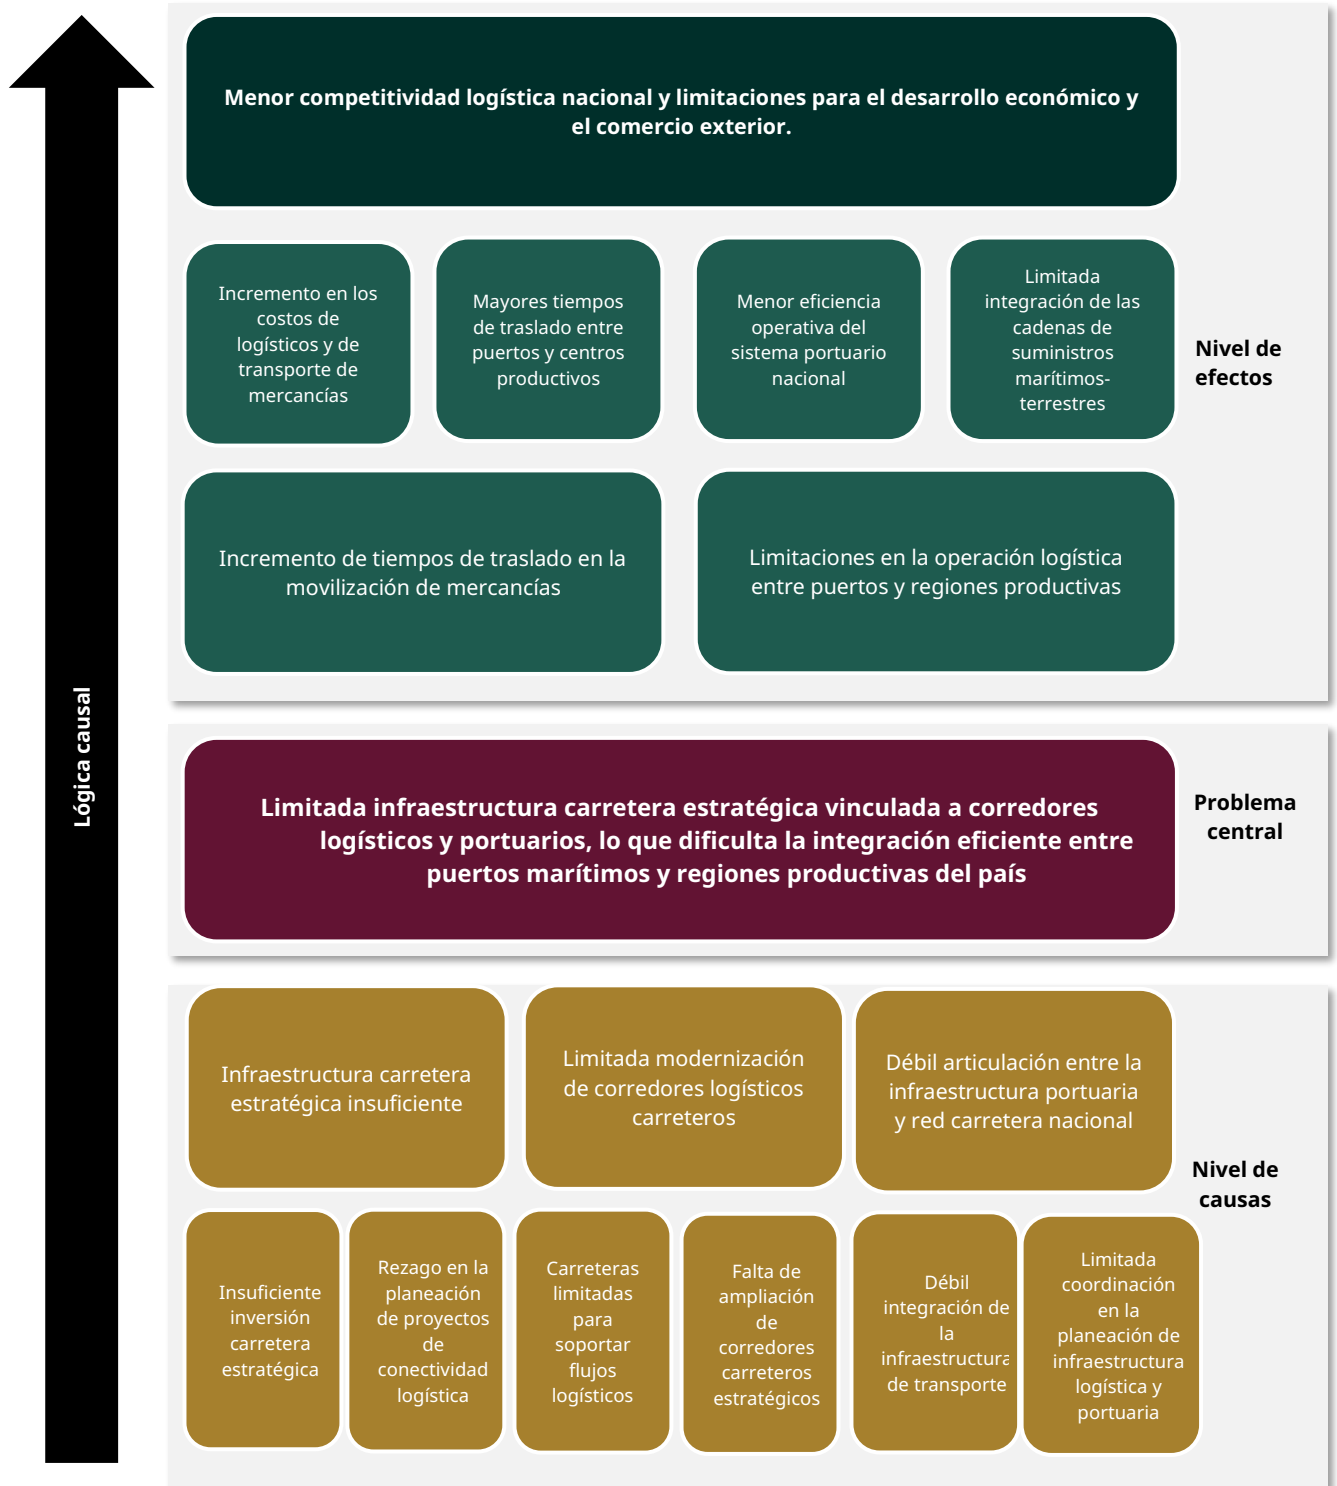 Menor competitividad logística nacional y limitaciones para el desarrollo económico y
el comercio exterior.
Incremento en los
costos de
logísticos y de
transporte de
mercancías
Mayores tiempos
de traslado entre
puertos y centros
productivos
Menor eficiencia
operativa del
sistema portuario
nacional
Limitada
integración de las
cadenas de
suministros
marítimos-
terrestres
Nivel de
efectos
Incremento de tiempos de traslado en la
movilización de mercancías
Limitaciones en la operación logística
entre puertos y regiones productivas
Lógica causal
Limitada infraestructura carretera estratégica vinculada a corredores
logísticos y portuarios, lo que dificulta la integración eficiente entre
puertos marítimos y regiones productivas del país
Problema
central
Infraestructura carretera
estratégica insuficiente
Limitada modernización
de corredores logísticos
carreteros
Débil articulación entre la
infraestructura portuaria
y red carretera nacional
Nivel de
causas
Insuficiente
inversión
carretera
estratégica
Rezago en la
planeación
de proyectos
de
conectividad
logística
Carreteras
limitadas
para
soportar
flujos
logísticos
Falta de
ampliación
de
corredores
carreteros
estratégicos
Débil
integración de
la
infraestructura
de transporte
Limitada
coordinación
en la
planeación de
infraestructura
logística y
portuaria